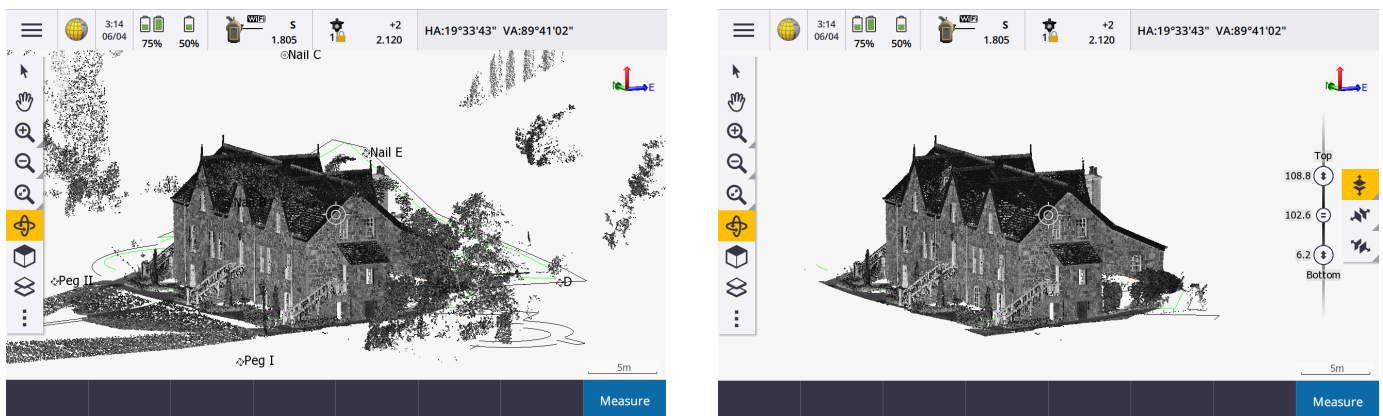 3:14
06/04
75%
50%
WiFi
S
1.805
1
+2
2.120
HA:19°33'43" VA:89°41'02"
Nail C
E
Nail E
Peg II
D
Peg I
5m
Measure
3:14
06/04
75%
50%
WiFi
S
1.805
1
+2
2.120
HA:19°33'43" VA:89°41'02"
E
Top
108.8
102.6
6.2
Bottom
5m
Measure